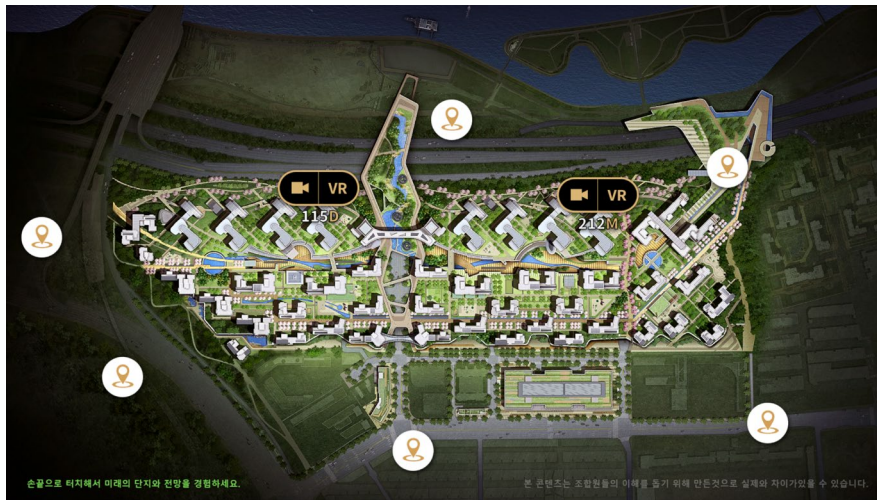 VR
115D
VR
212M
손끝으로 터치해서 미래의 단지와 전망을 경험하세요.
본 콘텐츠는 조합원들의 이해를 돕기 위해 만든것으로 실제와 차이가있을 수 있습니다.